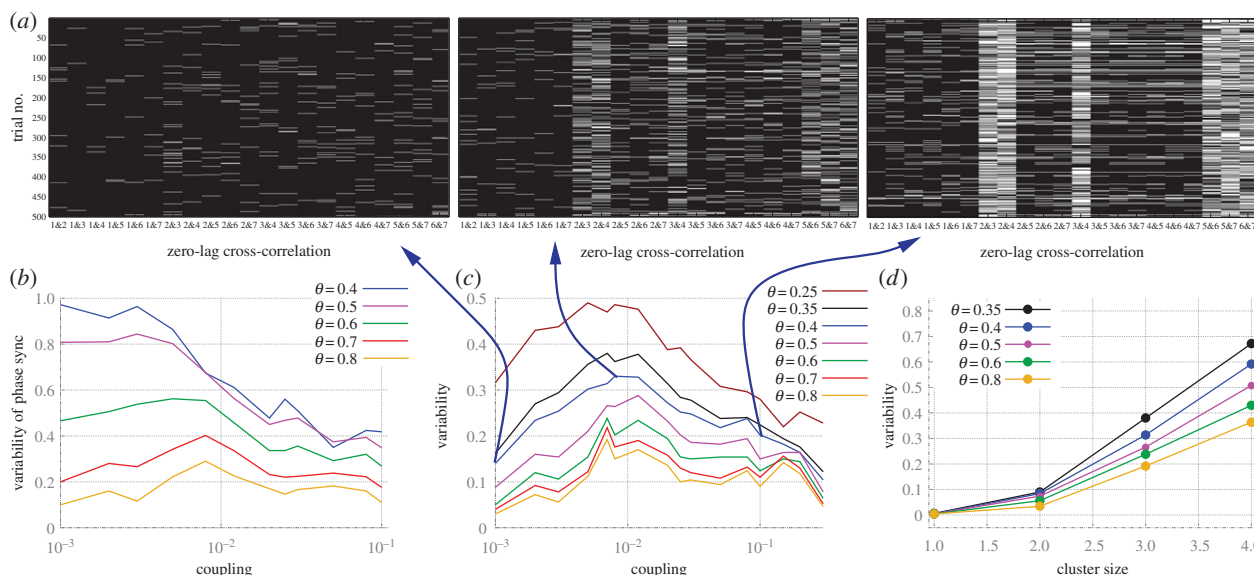 (a)
50
100
150
200
250
300
350
400
450
500
trial no.
1&2 1&3 1&4 1&5 1&6 1&7 2&3 2&4 2&5 2&6 2&7 3&4 3&5 3&6 3&7 4&5 4&6 4&7 5&6 5&7 6&7
zero-lag cross-correlation
1&2 1&3 1&4 1&5 1&6 1&7 2&3 2&4 2&5 2&6 2&7 3&4 3&5 3&6 3&7 4&5 4&6 4&7 5&6 5&7 6&7
zero-lag cross-correlation
1&2 1&3 1&4 1&5 1&6 1&7 2&3 2&4 2&5 2&6 2&7 3&4 3&5 3&6 3&7 4&5 4&6 4&7 5&6 5&7 6&7
zero-lag cross-correlation
(b)
θ = 0.4
θ = 0.5
θ = 0.6
θ = 0.7
θ = 0.8
1.0
0.8
0.6
0.4
0.2
0
variability of phase sync
10⁻³ 10⁻² 10⁻¹
coupling
(c)
θ = 0.25
θ = 0.35
θ = 0.4
θ = 0.5
θ = 0.6
θ = 0.7
θ = 0.8
0.5
0.4
0.3
0.2
0.1
0
variability
10⁻³ 10⁻² 10⁻¹
coupling
(d)
θ = 0.35
θ = 0.4
θ = 0.5
θ = 0.6
θ = 0.8
0.8
0.7
0.6
0.5
0.4
0.3
0.2
0.1
0
variability
1.0 1.5 2.0 2.5 3.0 3.5 4.0
cluster size